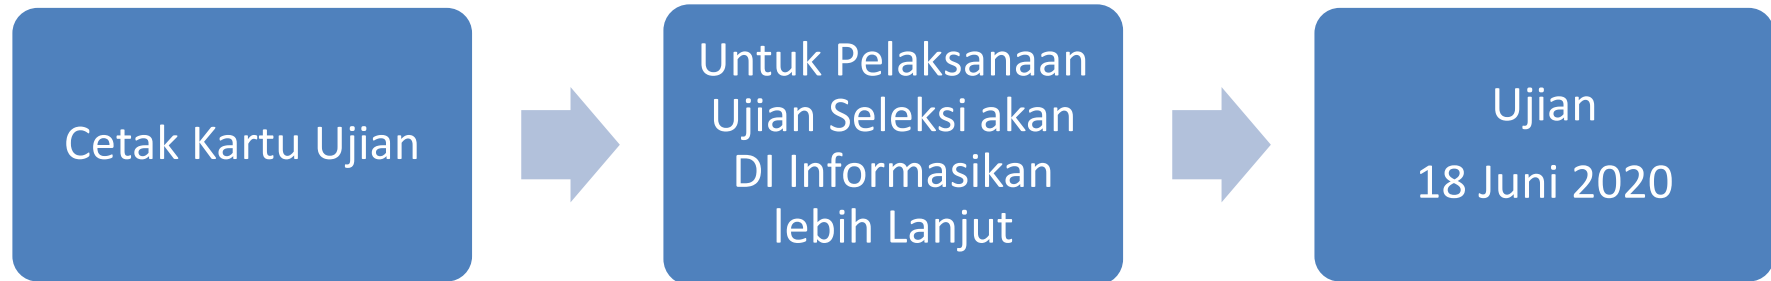 Cetak Kartu Ujian
Untuk Pelaksanaan
Ujian Seleksi akan
DI Informasikan
lebih Lanjut
Ujian
18 Juni 2020